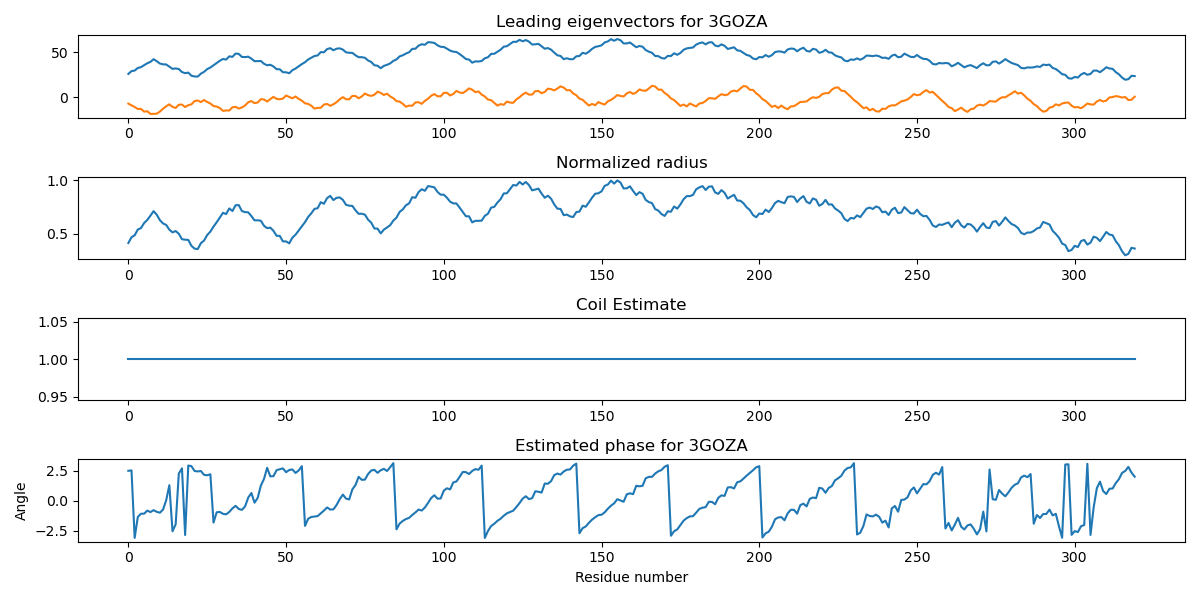 Leading eigenvectors for 3GOZA
50
0
0 50 100 150 200 250 300
Normalized radius
1.0
0.5
0 50 100 150 200 250 300
Coil Estimate
1.05
1.00
0.95
0 50 100 150 200 250 300
Estimated phase for 3GOZA
Angle
2.5
0.0
−2.5
0 50 100 150 200 250 300
Residue number